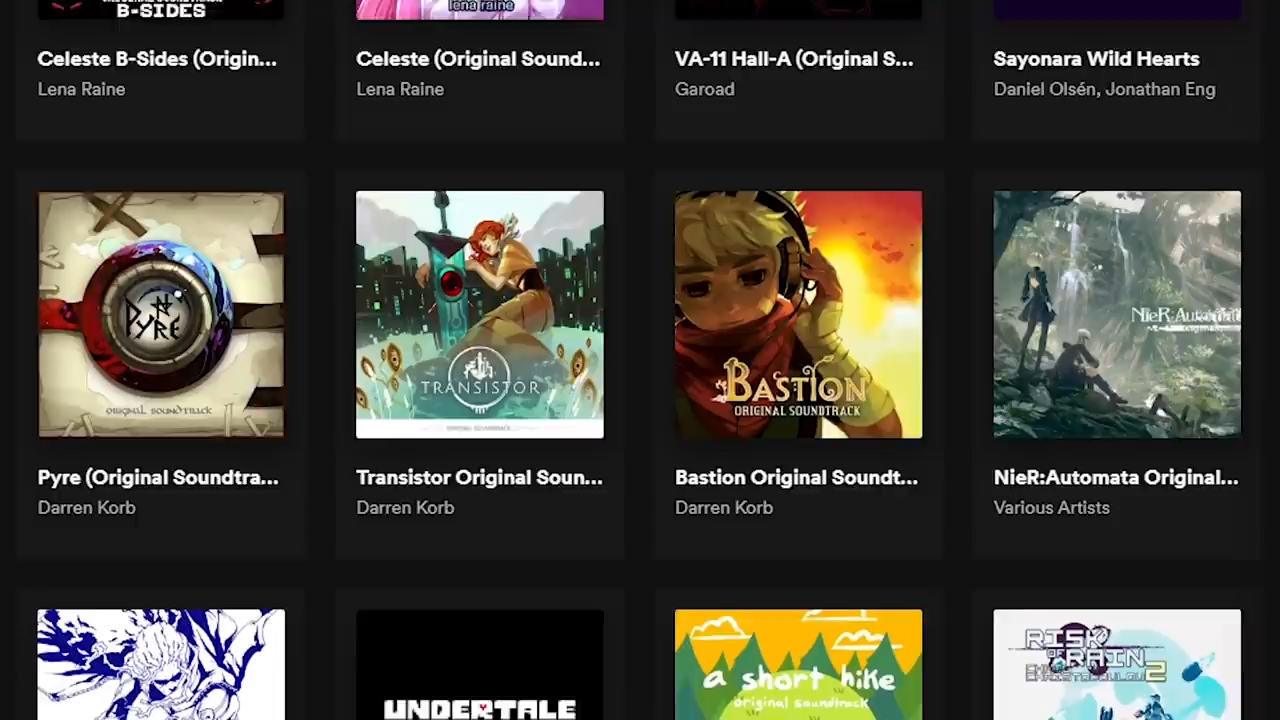 B-SIDES
lena raine
Celeste B-Sides (Origin...
Celeste (Original Sound...
VA-11 Hall-A (Original S...
Sayonara Wild Hearts
Lena Raine
Lena Raine
Garoad
Daniel Olsén, Jonathan Eng
PYRE
ORIGINAL SOUNDTRACK
TRANSISTOR
BASTION
ORIGINAL SOUNDTRACK
NieR:Automat
Pyre (Original Soundtra...
Transistor Original Soun...
Bastion Original Soundt...
NieR:Automata Original...
Darren Korb
Darren Korb
Darren Korb
Various Artists
UNDERTALE
a short hike
original soundtrack
RISK
OF RAIN
2
CHRISTODOULOU